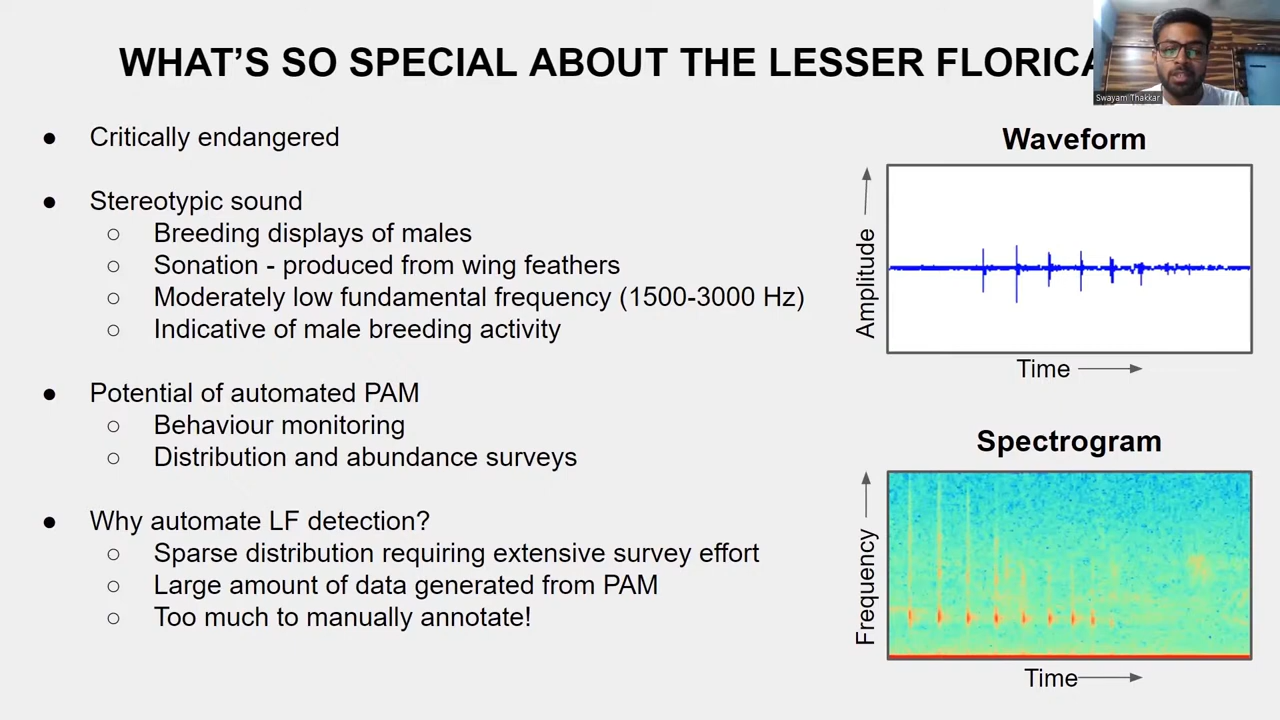 WHAT'S SO SPECIAL ABOUT THE LESSER FLORICA
Swayam Thakkar
● Critically endangered
● Stereotypic sound
○ Breeding displays of males
○ Sonation - produced from wing feathers
○ Moderately low fundamental frequency (1500-3000 Hz)
○ Indicative of male breeding activity
● Potential of automated PAM
○ Behaviour monitoring
○ Distribution and abundance surveys
● Why automate LF detection?
○ Sparse distribution requiring extensive survey effort
○ Large amount of data generated from PAM
○ Too much to manually annotate!
Waveform
Amplitude
Time
Spectrogram
Frequency
Time